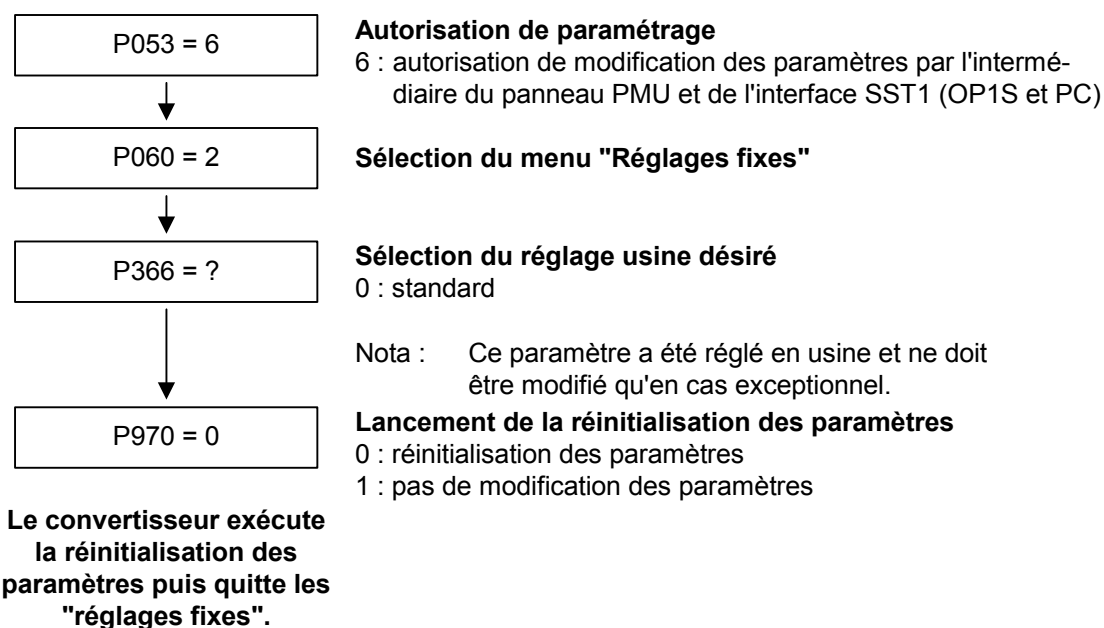 P053 = 6
Autorisation de paramétrage
6 : autorisation de modification des paramètres par l'intermé-
diaire du panneau PMU et de l'interface SST1 (OP1S et PC)
P060 = 2
Sélection du menu "Réglages fixes"
P366 = ?
Sélection du réglage usine désiré
0 : standard
Nota : Ce paramètre a été réglé en usine et ne doit
être modifié qu'en cas exceptionnel.
P970 = 0
Lancement de la réinitialisation des paramètres
0 : réinitialisation des paramètres
1 : pas de modification des paramètres
Le convertisseur exécute
la réinitialisation des
paramètres puis quitte les
"réglages fixes".